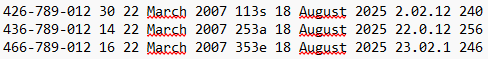 426-789-012 30 22 March 2007 113s 18 August 2025 2.02.12 240
436-789-012 14 22 March 2007 253a 18 August 2025 22.0.12 256
466-789-012 16 22 March 2007 353e 18 August 2025 23.02.1 246